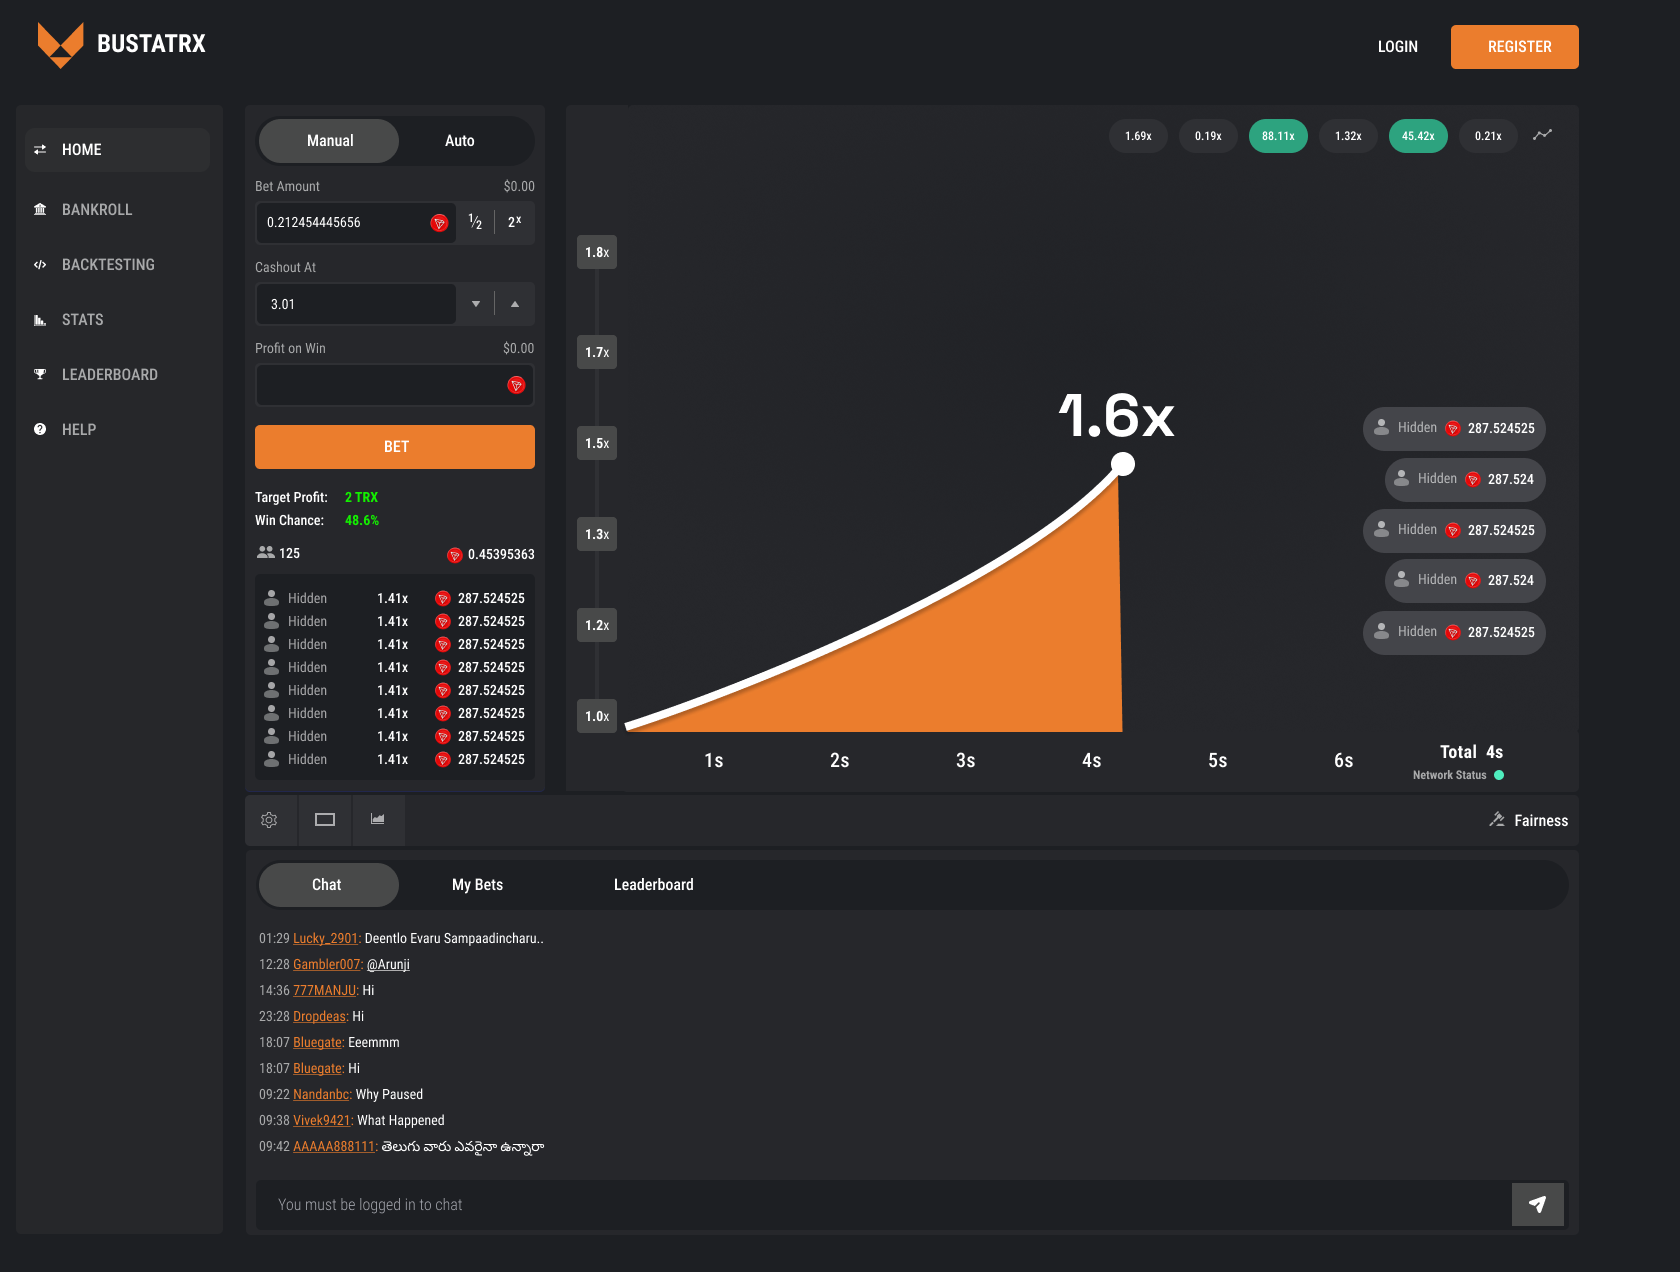 BUSTATRX
LOGIN
REGISTER
HOME
BANKROLL
BACKTESTING
STATS
LEADERBOARD
HELP
Manual
Auto
Bet Amount
$0.00
0.212454445656
1/2
2x
Cashout At
3.01
Profit on Win
$0.00
BET
Target Profit: 2 TRX
Win Chance: 48.6%
125
0.45395363
Hidden 1.41x 287.524525
Hidden 1.41x 287.524525
Hidden 1.41x 287.524525
Hidden 1.41x 287.524525
Hidden 1.41x 287.524525
Hidden 1.41x 287.524525
Hidden 1.41x 287.524525
Hidden 1.41x 287.524525
1.69x
0.19x
88.11x
1.32x
45.42x
0.21x
1.8x
1.7x
1.5x
1.3x
1.2x
1.0x
1.6x
Hidden 287.524525
Hidden 287.524
Hidden 287.524525
Hidden 287.524
Hidden 287.524525
1s
2s
3s
4s
5s
6s
Total 4s
Network Status
Fairness
Chat
My Bets
Leaderboard
01:29 Lucky_2901: Deentlo Evaru Sampaadincharu..
12:28 Gambler007: @Arunji
14:36 777MANJU: Hi
23:28 Dropdeas: Hi
18:07 Bluegate: Eeemmm
18:07 Bluegate: Hi
09:22 Nandanbc: Why Paused
09:38 Vivek9421: What Happened
09:42 AAAAA888111: తెలుగు వారు ఎవరైనా ఉన్నారా
You must be logged in to chat